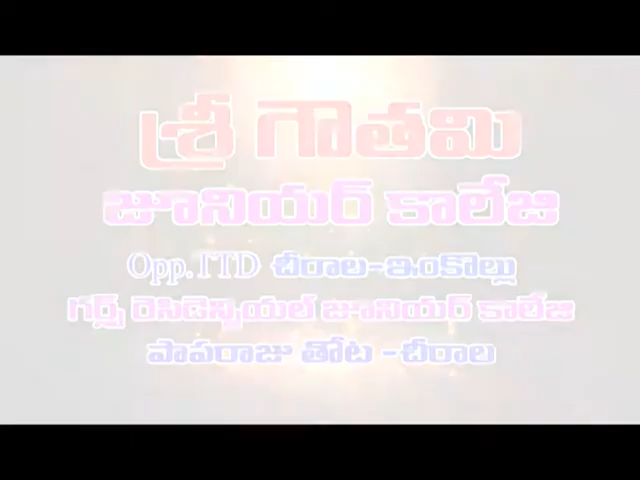 శ్రీ గౌతమి
జూనియర్ కాలేజి
Opp.ITD చీరాల-ఇంకొల్లు
గర్ల్స్ రెసిడెన్షియల్ జూనియర్ కాలేజి
పాపరాజు తోట -చీరాల